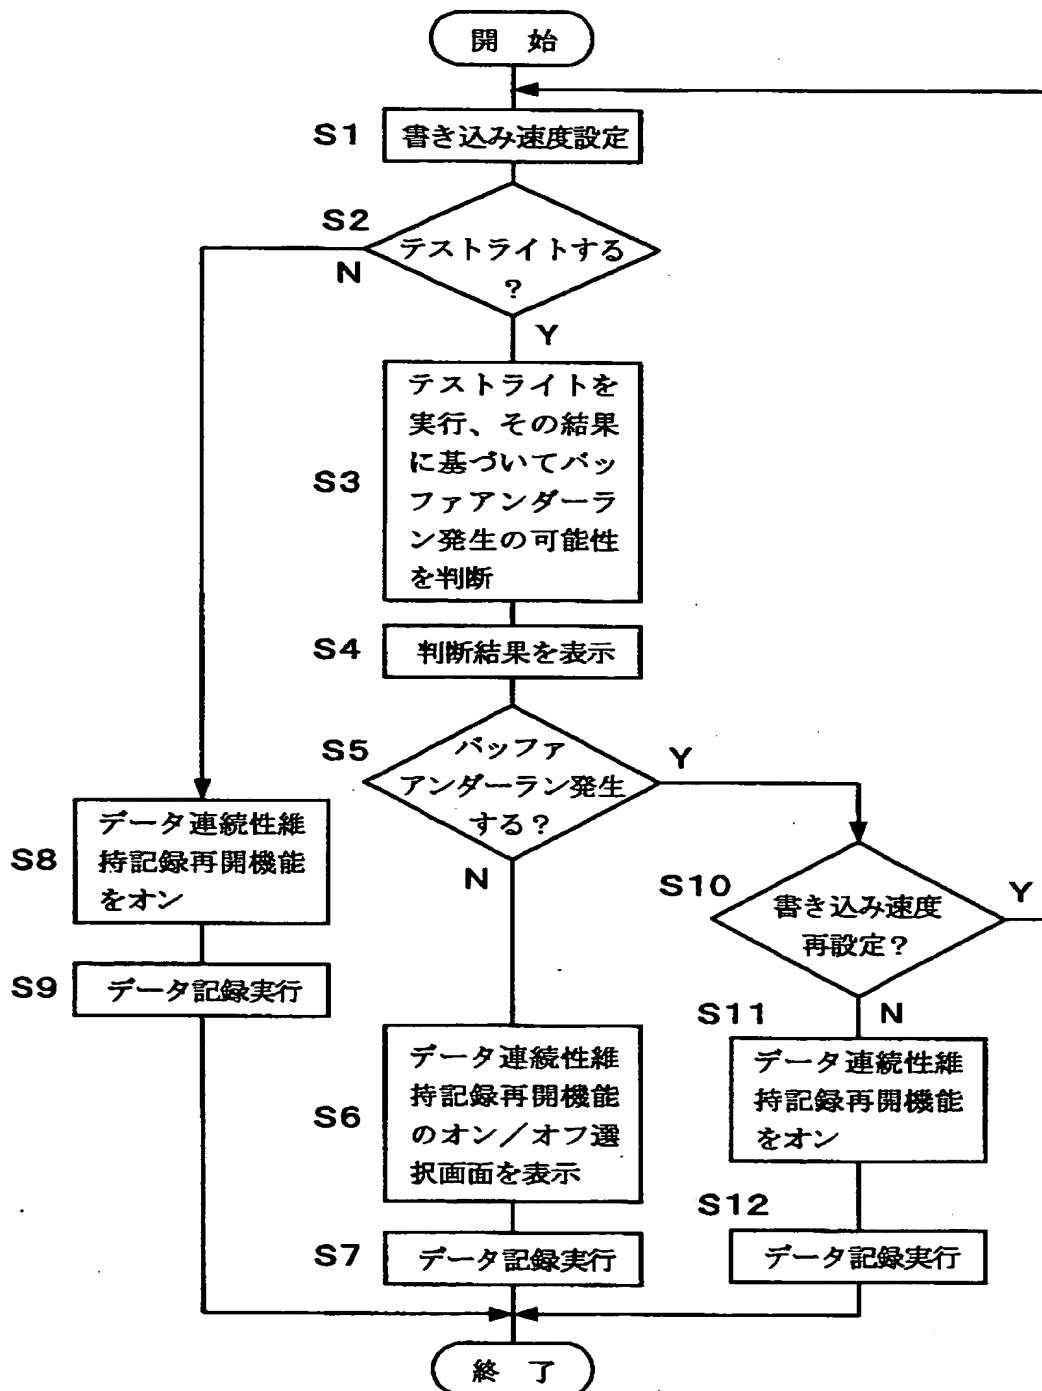 開 始
S1
書き込み速度設定
S2
テストライトする
?
N
Y
S3
テストライトを
実行、その結果
に基づいてバッ
ファアンダーラ
ン発生の可能性
を判断
S4
判断結果を表示
S5
バッファ
アンダーラン発生
する?
Y
N
S8
データ連続性維
持記録再開機能
をオン
S9
データ記録実行
S10
書き込み速度
再設定?
Y
N
S6
データ連続性維
持記録再開機能
のオン/オフ選
択画面を表示
S7
データ記録実行
S11
データ連続性維
持記録再開機能
をオン
S12
データ記録実行
終 了